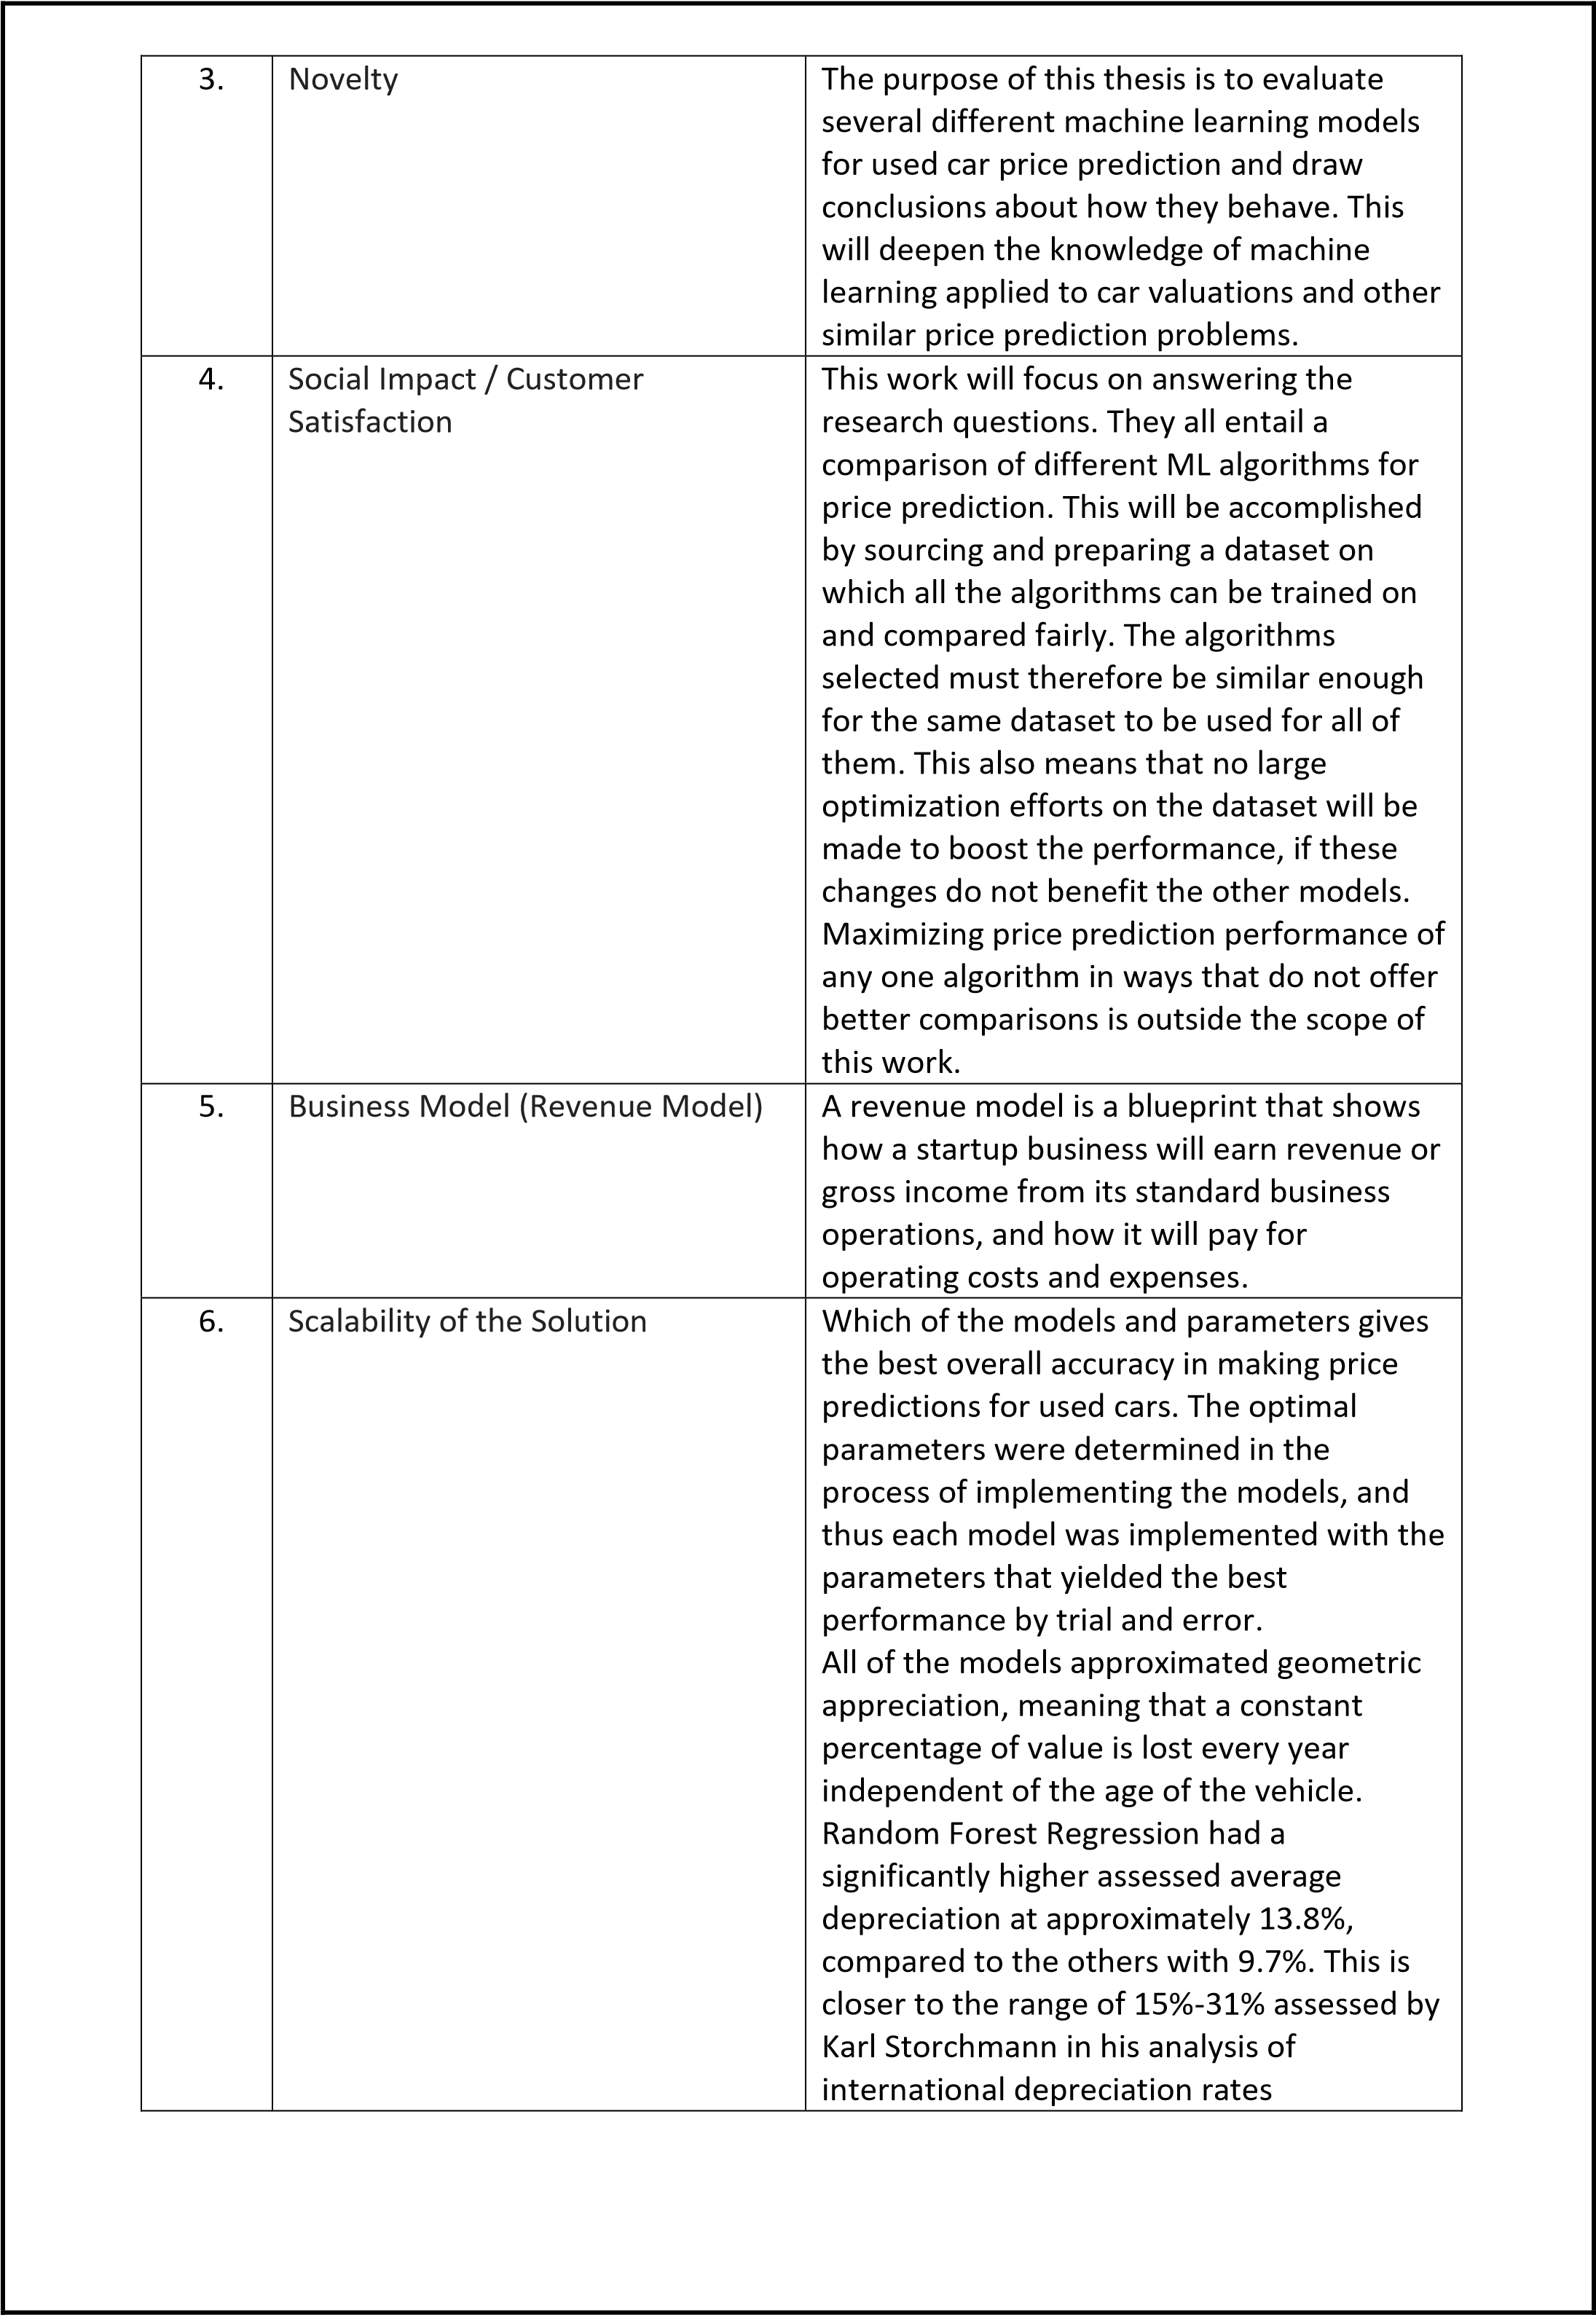 3.
Novelty
The purpose of this thesis is to evaluate
several different machine learning models
for used car price prediction and draw
conclusions about how they behave. This
will deepen the knowledge of machine
learning applied to car valuations and other
similar price prediction problems.
4.
Social Impact / Customer
Satisfaction
This work will focus on answering the
research questions. They all entail a
comparison of different ML algorithms for
price prediction. This will be accomplished
by sourcing and preparing a dataset on
which all the algorithms can be trained on
and compared fairly. The algorithms
selected must therefore be similar enough
for the same dataset to be used for all of
them. This also means that no large
optimization efforts on the dataset will be
made to boost the performance, if these
changes do not benefit the other models.
Maximizing price prediction performance of
any one algorithm in ways that do not offer
better comparisons is outside the scope of
this work.
5.
Business Model (Revenue Model)
A revenue model is a blueprint that shows
how a startup business will earn revenue or
gross income from its standard business
operations, and how it will pay for
operating costs and expenses.
6.
Scalability of the Solution
Which of the models and parameters gives
the best overall accuracy in making price
predictions for used cars. The optimal
parameters were determined in the
process of implementing the models, and
thus each model was implemented with the
parameters that yielded the best
performance by trial and error.
All of the models approximated geometric
appreciation, meaning that a constant
percentage of value is lost every year
independent of the age of the vehicle.
Random Forest Regression had a
significantly higher assessed average
depreciation at approximately 13.8%,
compared to the others with 9.7%. This is
closer to the range of 15%-31% assessed by
Karl Storchmann in his analysis of
international depreciation rates